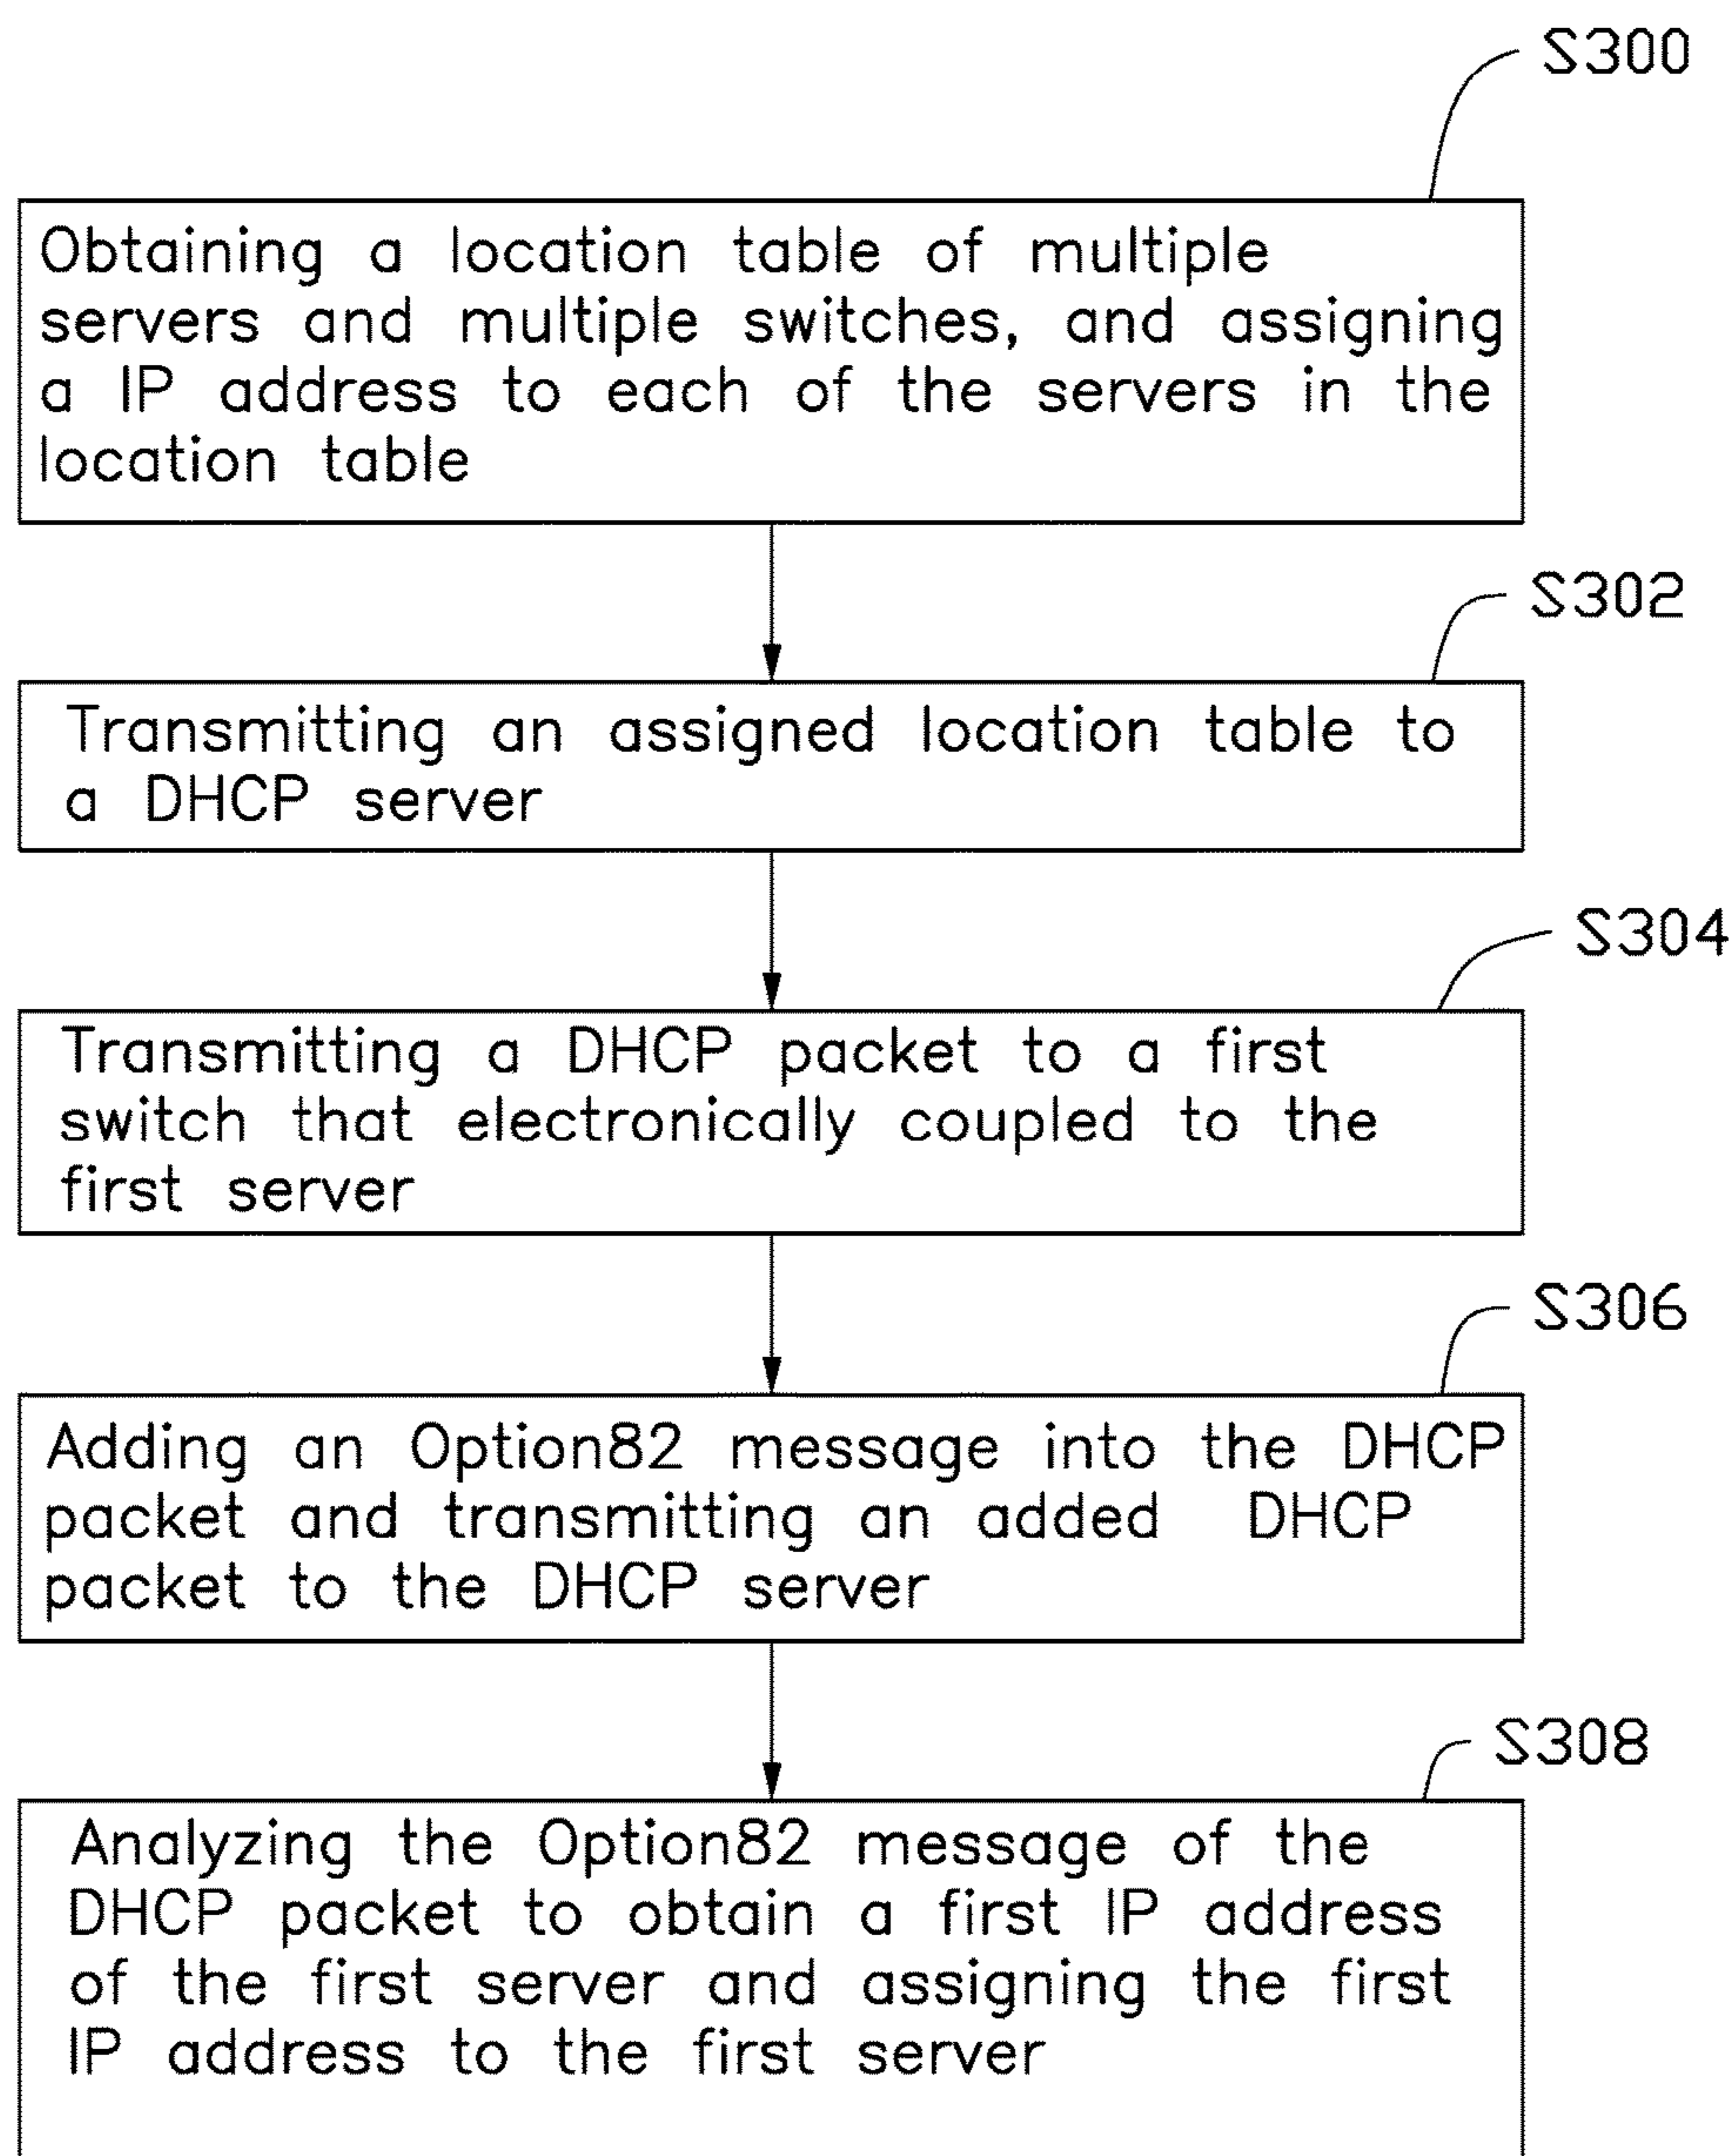 S300
Obtaining a location table of multiple
servers and multiple switches, and assigning
a IP address to each of the servers in the
location table
S302
Transmitting an assigned location table to
a DHCP server
S304
Transmitting a DHCP packet to a first
switch that electronically coupled to the
first server
S306
Adding an Option82 message into the DHCP
packet and transmitting an added DHCP
packet to the DHCP server
S308
Analyzing the Option82 message of the
DHCP packet to obtain a first IP address
of the first server and assigning the first
IP address to the first server